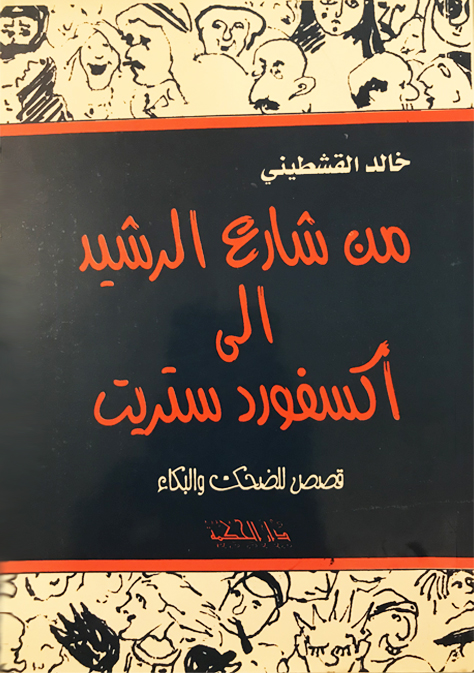 خالد القشطيني
من شارع الرشيد
الى
أكسفورد ستريت
قصص للضحك والبكاء
دار الحكمة